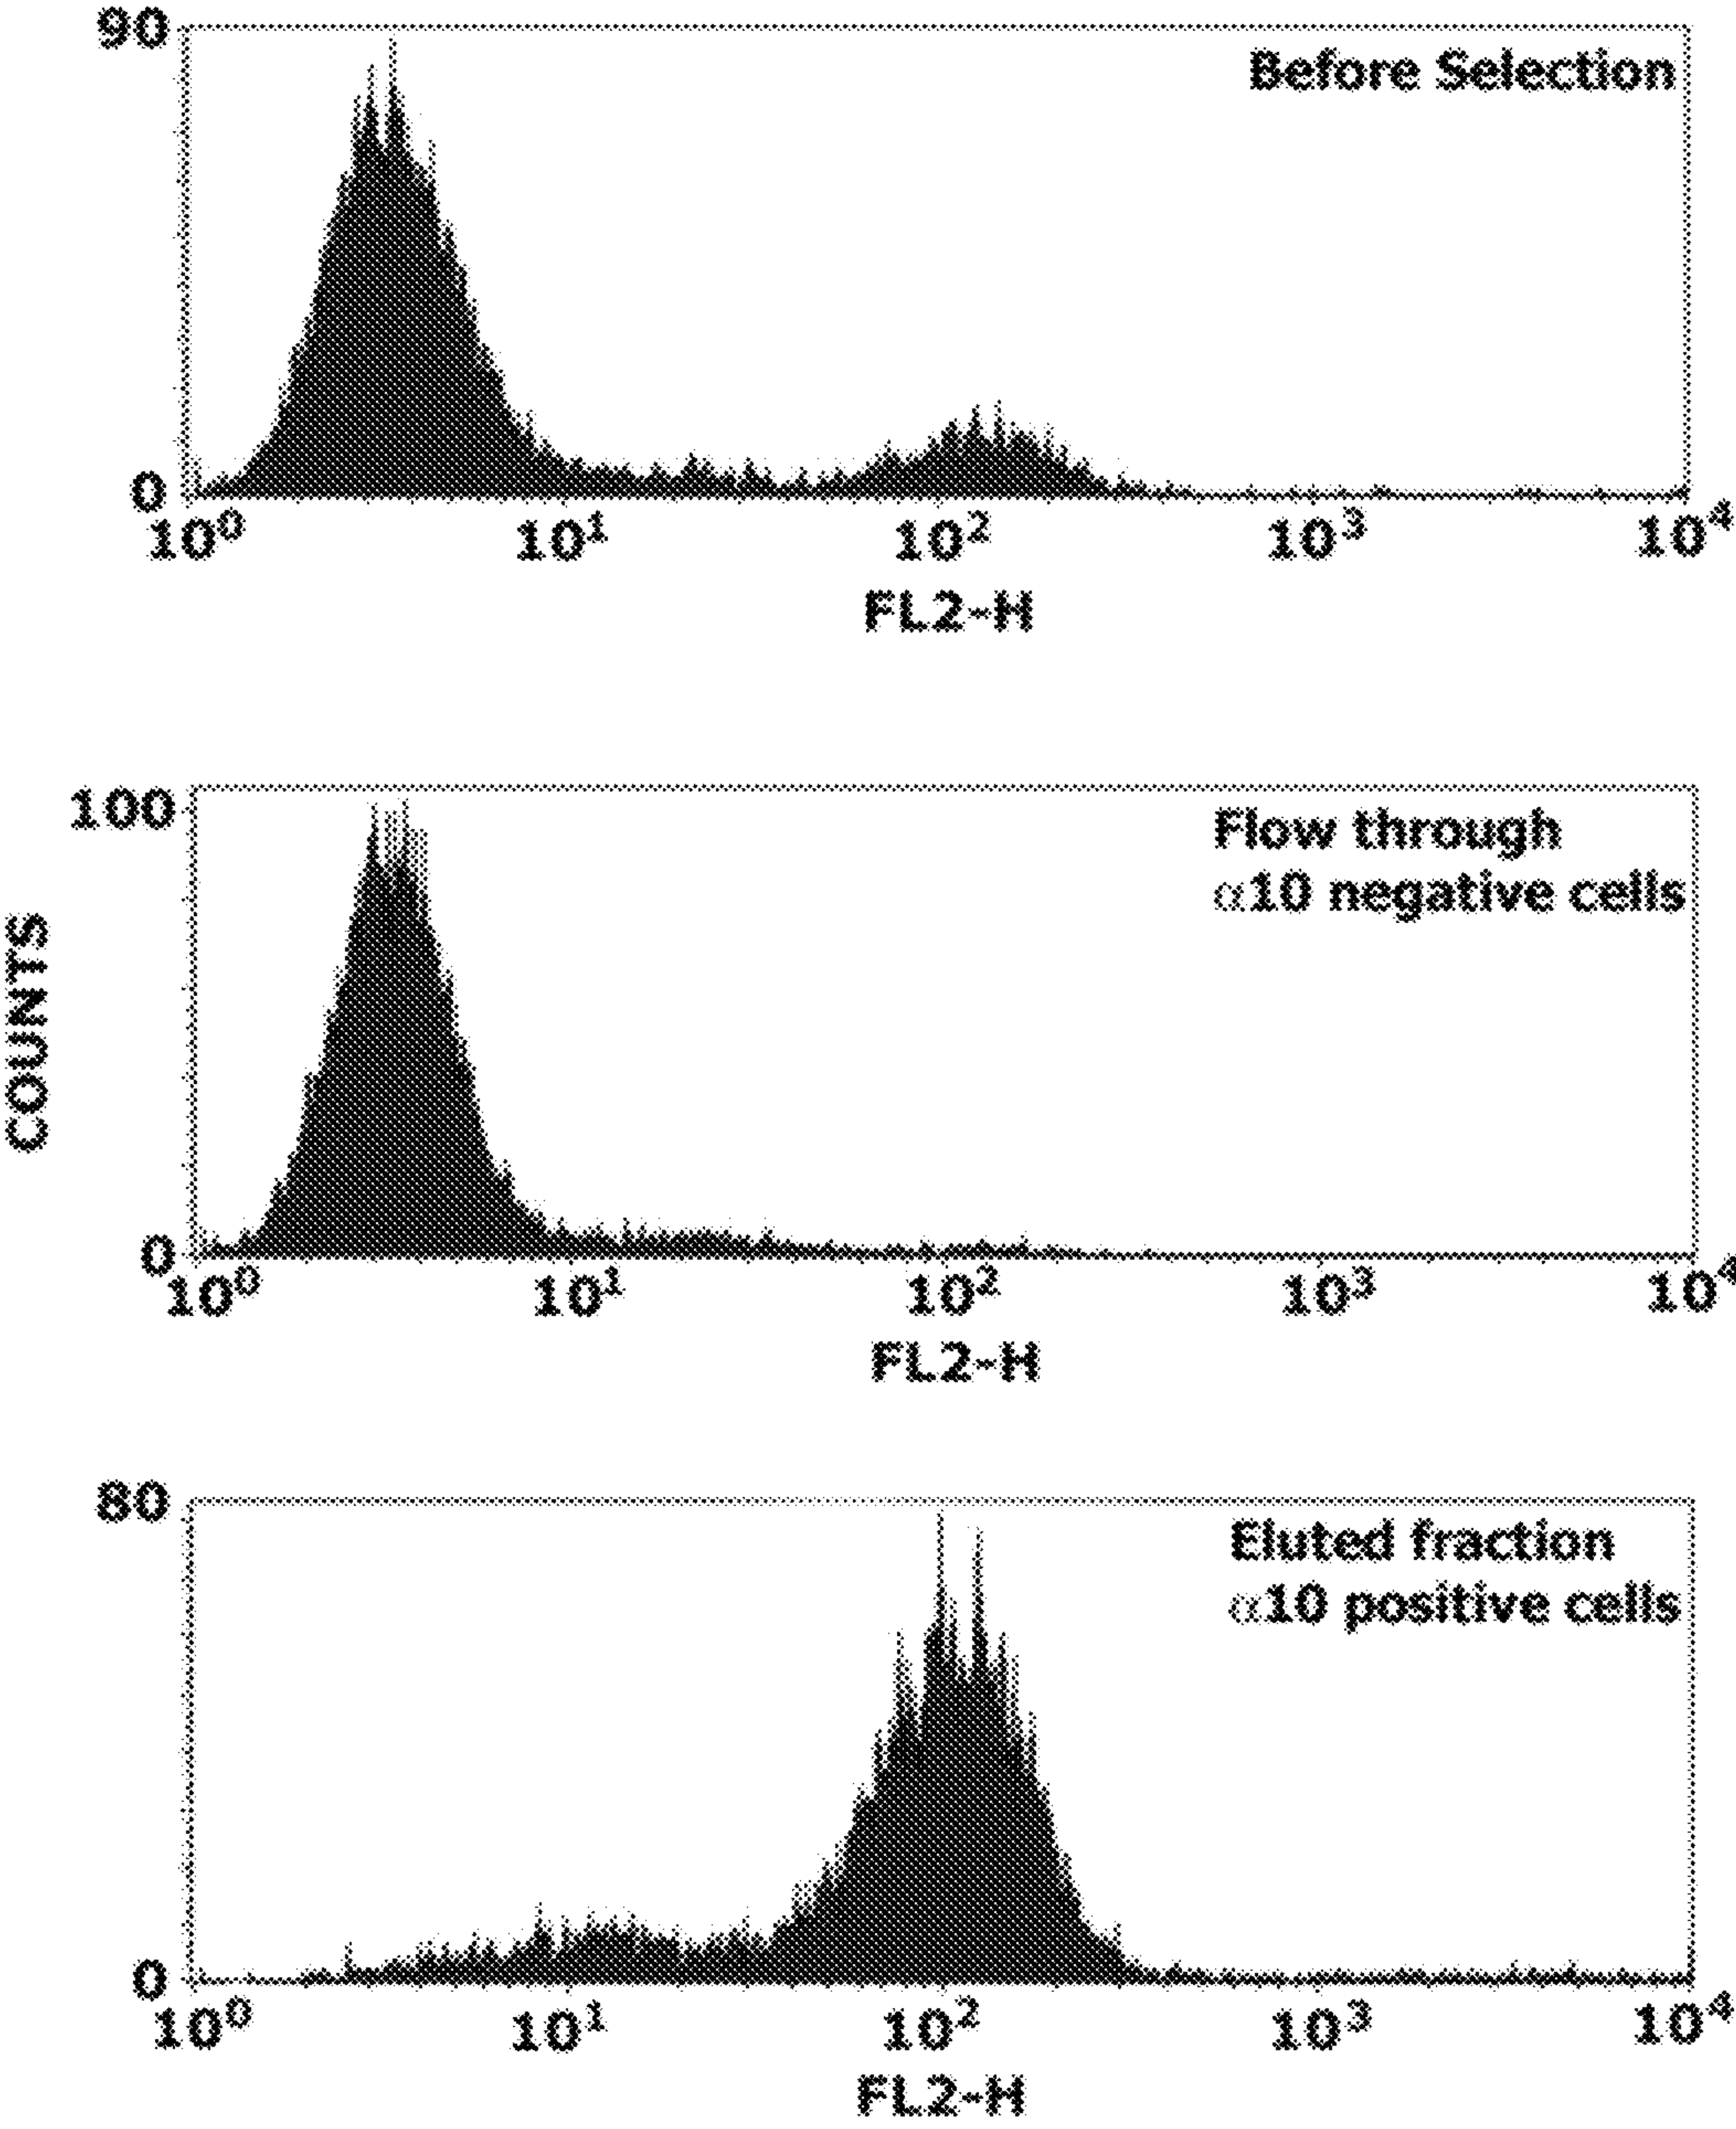 90
Before Selection
0
10⁰ 10¹ 10² 10³ 10⁴
FL2-H
COUNTS
100
Flow through
α10 negative cells
0
10⁰ 10¹ 10² 10³ 10⁴
FL2-H
80
Eluted fraction
α10 positive cells
0
10⁰ 10¹ 10² 10³ 10⁴
FL2-H